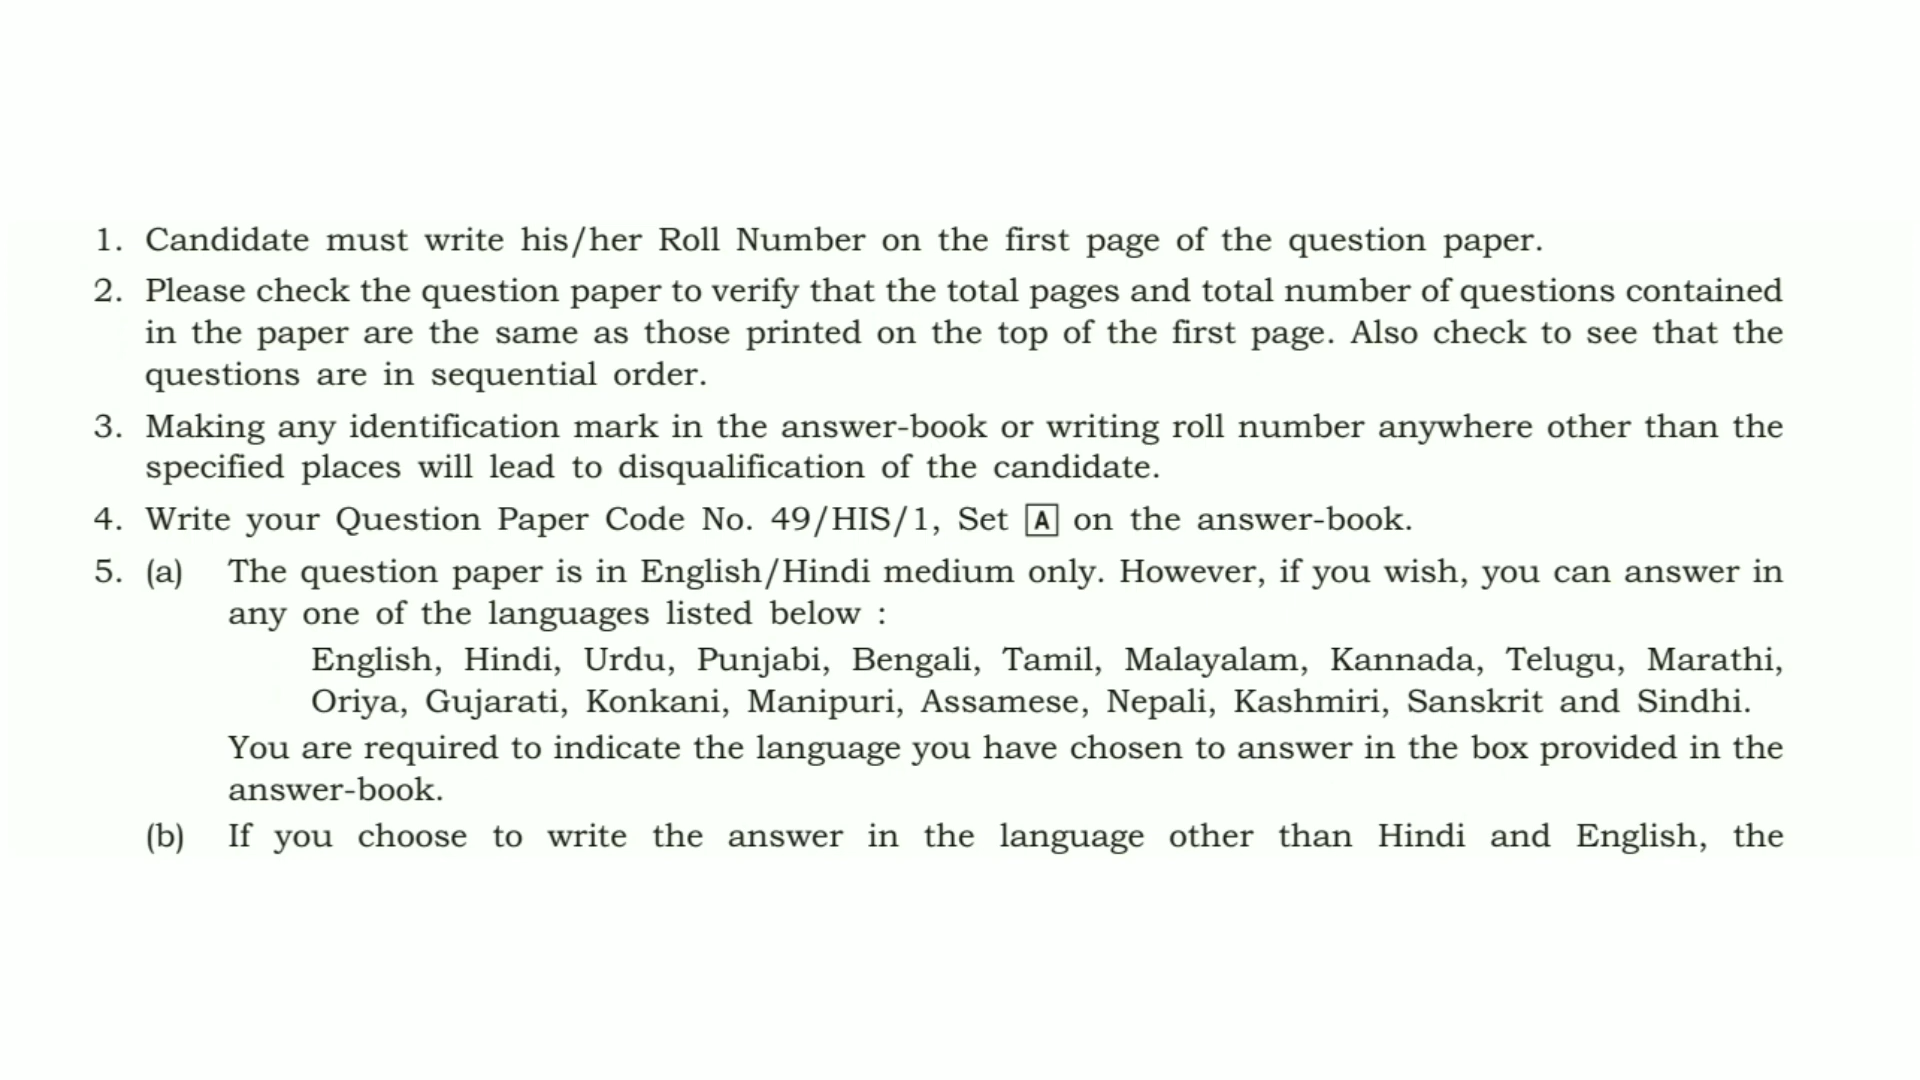 1. Candidate must write his/her Roll Number on the first page of the question paper.
2. Please check the question paper to verify that the total pages and total number of questions contained
in the paper are the same as those printed on the top of the first page. Also check to see that the
questions are in sequential order.
3. Making any identification mark in the answer-book or writing roll number anywhere other than the
specified places will lead to disqualification of the candidate.
4. Write your Question Paper Code No. 49/HIS/1, Set A on the answer-book.
5. (a) The question paper is in English/Hindi medium only. However, if you wish, you can answer in
any one of the languages listed below :
English, Hindi, Urdu, Punjabi, Bengali, Tamil, Malayalam, Kannada, Telugu, Marathi,
Oriya, Gujarati, Konkani, Manipuri, Assamese, Nepali, Kashmiri, Sanskrit and Sindhi.
You are required to indicate the language you have chosen to answer in the box provided in the
answer-book.
(b) If you choose to write the answer in the language other than Hindi and English, the